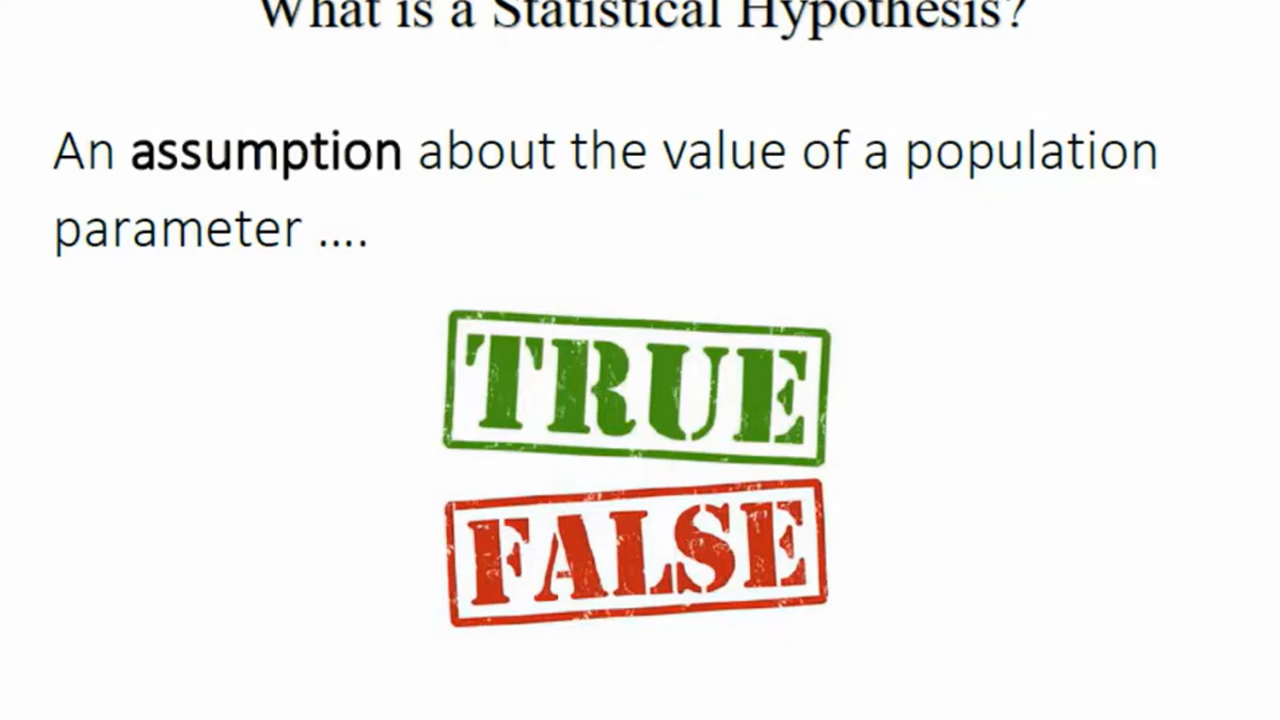 What is a Statistical Hypothesis?
An assumption about the value of a population
parameter ....
TRUE
FALSE